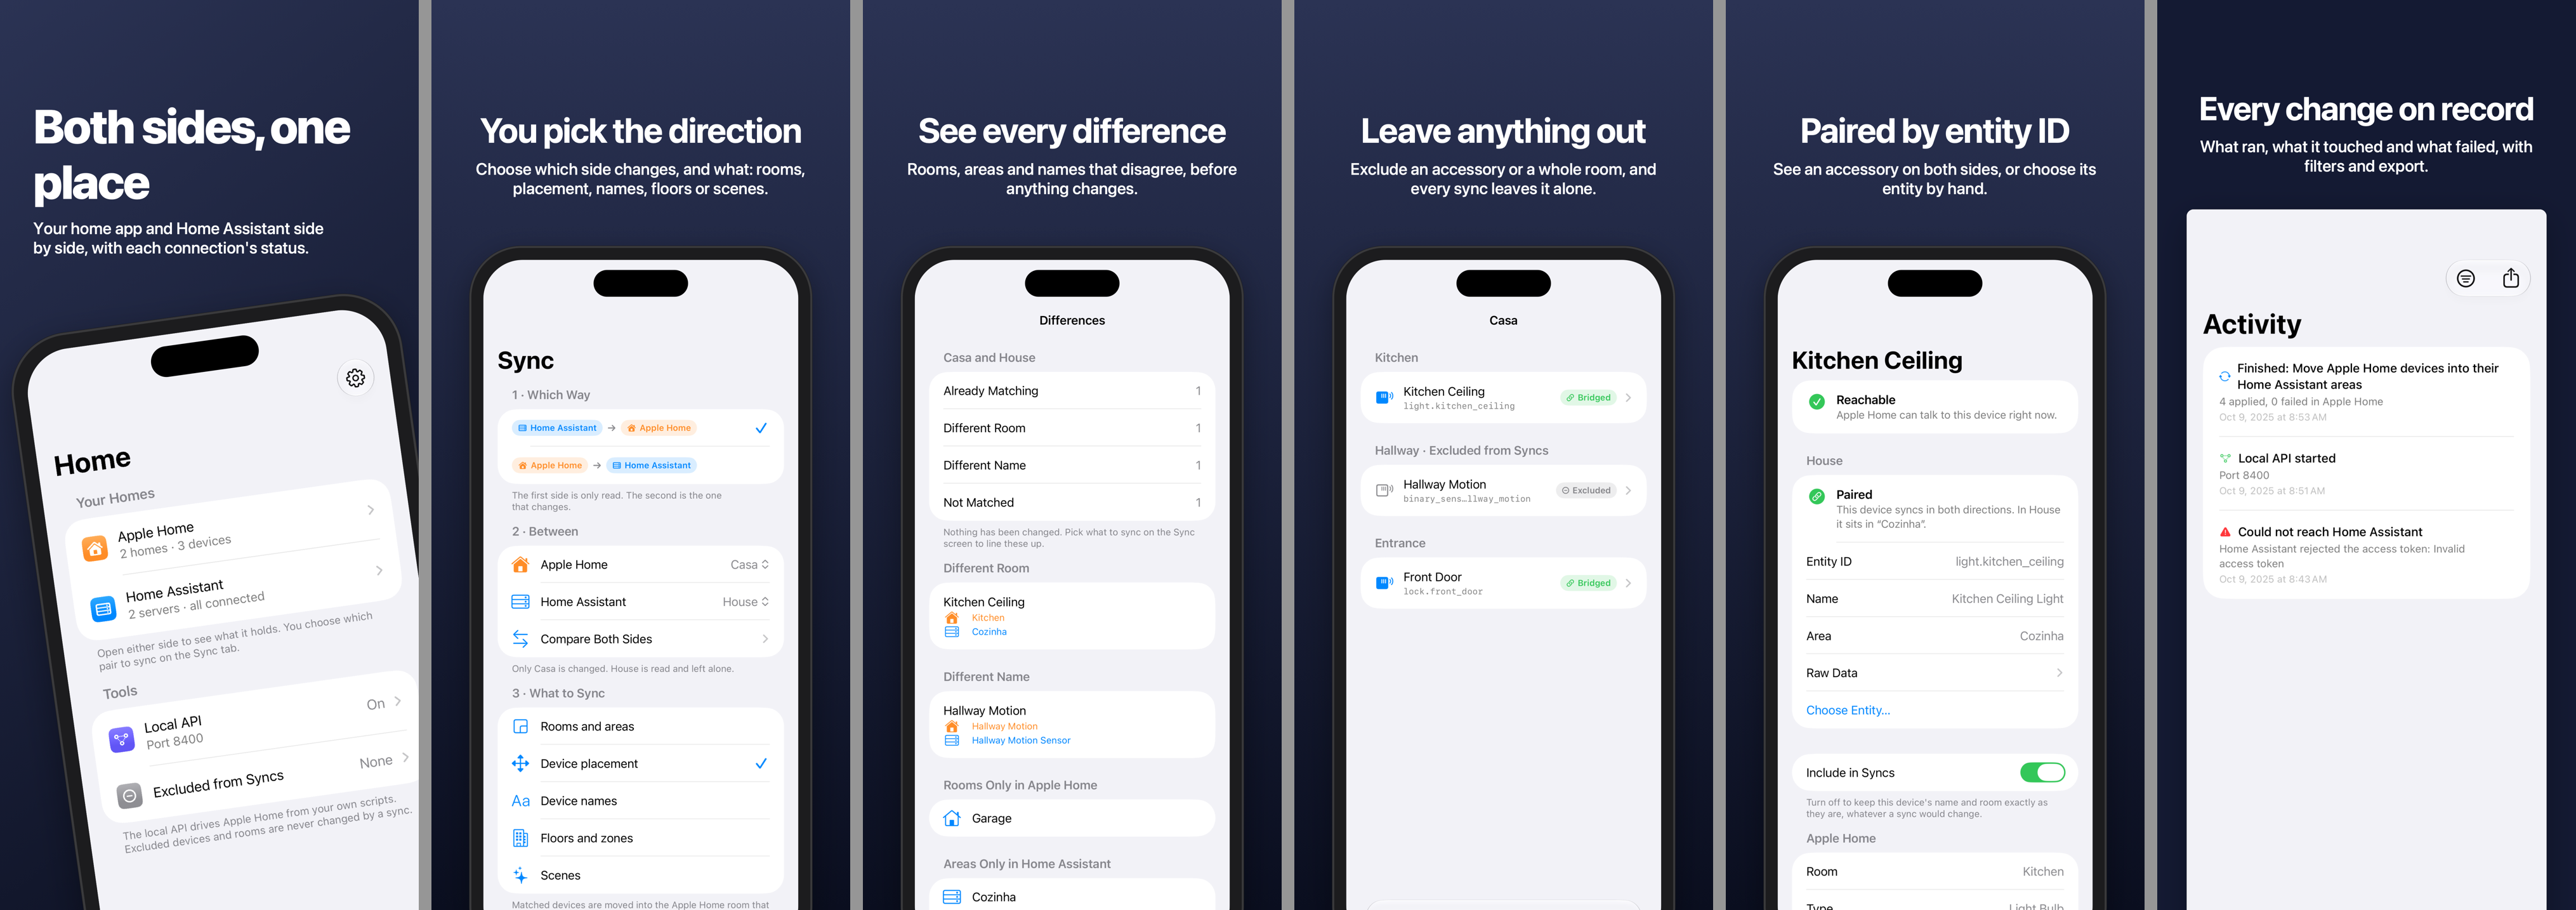 Both sides, one
place
Your home app and Home Assistant side
by side, with each connection's status.
Home
Your Homes
Apple Home
2 homes · 3 devices
Home Assistant
2 servers · all connected
Open either side to see what it holds. You choose which
pair to sync on the Sync tab.
Tools
Local API
Port 8400
On
Excluded from Syncs
None
The local API drives Apple Home from your own scripts.
Excluded devices and rooms are never changed by a sync.
You pick the direction
Choose which side changes, and what: rooms,
placement, names, floors or scenes.
Sync
1 · Which Way
Home Assistant → Apple Home
Apple Home → Home Assistant
The first side is only read. The second is the one
that changes.
2 · Between
Apple Home Casa
Home Assistant House
Compare Both Sides
Only Casa is changed. House is read and left alone.
3 · What to Sync
Rooms and areas
Device placement
Aa Device names
Floors and zones
Scenes
Matched devices are moved into the Apple Home room that
See every difference
Rooms, areas and names that disagree, before
anything changes.
Differences
Casa and House
Already Matching 1
Different Room 1
Different Name 1
Not Matched 1
Nothing has been changed. Pick what to sync on the Sync
screen to line these up.
Different Room
Kitchen Ceiling
Kitchen
Cozinha
Different Name
Hallway Motion
Hallway Motion
Hallway Motion Sensor
Rooms Only in Apple Home
Garage
Areas Only in Home Assistant
Cozinha
Leave anything out
Exclude an accessory or a whole room, and
every sync leaves it alone.
Casa
Kitchen
Kitchen Ceiling
light.kitchen_ceiling
Bridged
Hallway · Excluded from Syncs
Hallway Motion
binary_sens…llway_motion
Excluded
Entrance
Front Door
lock.front_door
Bridged
Paired by entity ID
See an accessory on both sides, or choose its
entity by hand.
Kitchen Ceiling
Reachable
Apple Home can talk to this device right now.
House
Paired
This device syncs in both directions. In House
it sits in “Cozinha”.
Entity ID light.kitchen_ceiling
Name Kitchen Ceiling Light
Area Cozinha
Raw Data
Choose Entity...
Include in Syncs
Turn off to keep this device's name and room exactly as
they are, whatever a sync would change.
Apple Home
Room Kitchen
Type Light Bulb
Every change on record
What ran, what it touched and what failed, with
filters and export.
Activity
Finished: Move Apple Home devices into their
Home Assistant areas
4 applied, 0 failed in Apple Home
Oct 9, 2025 at 8:53 AM
Local API started
Port 8400
Oct 9, 2025 at 8:51 AM
Could not reach Home Assistant
Home Assistant rejected the access token: Invalid
access token
Oct 9, 2025 at 8:43 AM